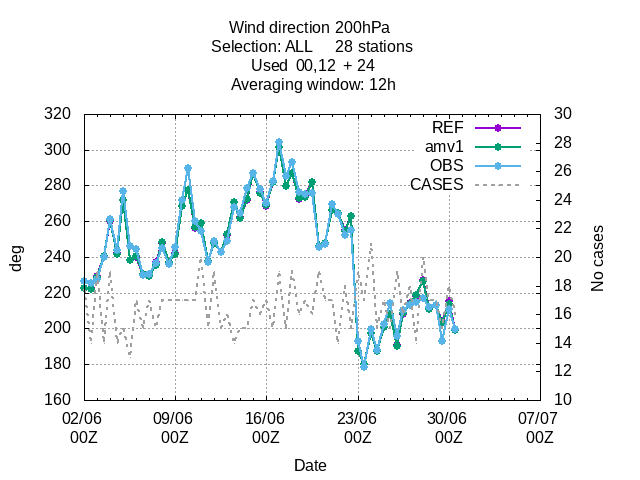 Wind direction 200hPa
Selection: ALL 28 stations
Used 00,12 + 24
Averaging window: 12h
320 30
REF
28
amv1
300
OBS
26
280 CASES
24
260
22
240 20
deg No cases
18
220
16
200
14
180
12
160 10
02/06 09/06 16/06 23/06 30/06 07/07
00Z 00Z 00Z 00Z 00Z 00Z
Date